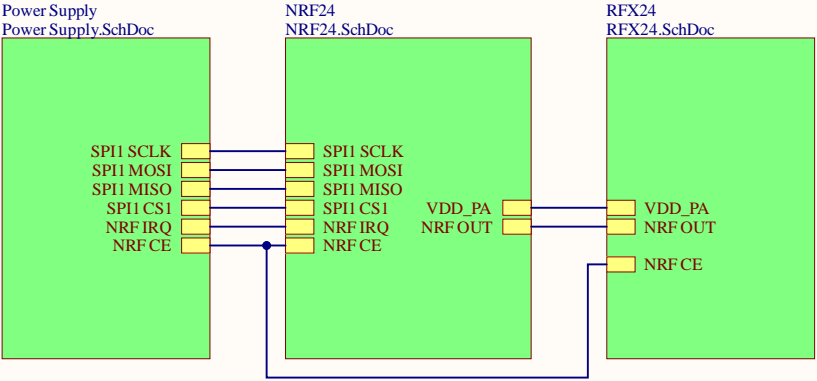 Power Supply
Power Supply.SchDoc
SPI1 SCLK
SPI1 MOSI
SPI1 MISO
SPI1 CS1
NRF IRQ
NRF CE
NRF24
NRF24.SchDoc
SPI1 SCLK
SPI1 MOSI
SPI1 MISO
SPI1 CS1
NRF IRQ
NRF CE
VDD_PA
NRF OUT
RFX24
RFX24.SchDoc
VDD_PA
NRF OUT
NRF CE